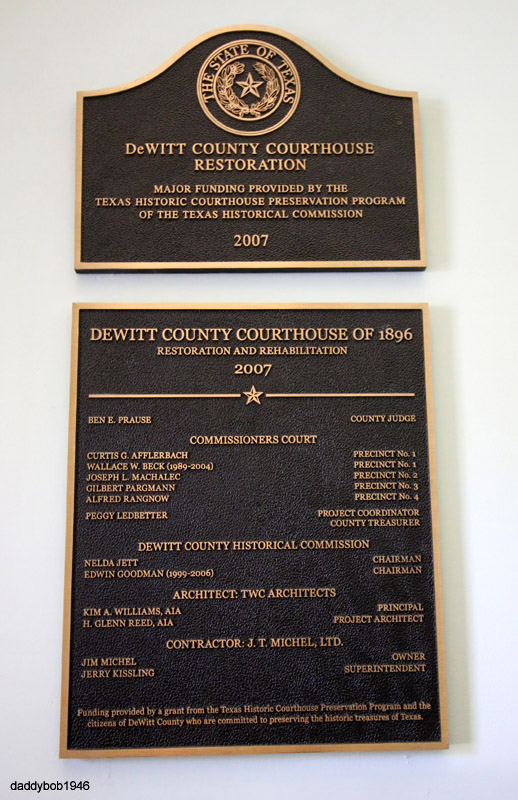 THE STATE OF TEXAS
DeWITT COUNTY COURTHOUSE
RESTORATION
MAJOR FUNDING PROVIDED BY THE
TEXAS HISTORIC COURTHOUSE PRESERVATION PROGRAM
OF THE TEXAS HISTORICAL COMMISSION
2007
DEWITT COUNTY COURTHOUSE OF 1896
RESTORATION AND REHABILITATION
2007
BEN E. PRAUSE COUNTY JUDGE
COMMISSIONERS COURT
CURTIS G. AFFLERBACH PRECINCT No. 1
WALLACE W. BECK (1989-2004) PRECINCT No. 1
JOSEPH L. MACHALEC PRECINCT No. 2
GILBERT PARGMANN PRECINCT No. 3
ALFRED RANGNOW PRECINCT No. 4
PEGGY LEDBETTER PROJECT COORDINATOR
COUNTY TREASURER
DEWITT COUNTY HISTORICAL COMMISSION
NELDA JETT CHAIRMAN
EDWIN GOODMAN (1999-2006) CHAIRMAN
ARCHITECT: TWC ARCHITECTS
KIM A. WILLIAMS, AIA PRINCIPAL
H. GLENN REED, AIA PROJECT ARCHITECT
CONTRACTOR: J. T. MICHEL, LTD.
JIM MICHEL OWNER
JERRY KISSLING SUPERINTENDENT
Funding provided by a grant from the Texas Historic Courthouse Preservation Program and the
citizens of DeWitt County who are committed to preserving the historic treasures of Texas.
daddybob1946